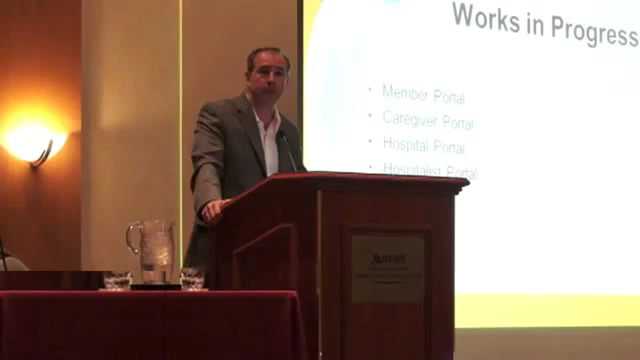 Works in Progress
• Member Portal
• Caregiver Portal
• Hospital Portal
• Hospitalist Portal
Marriott